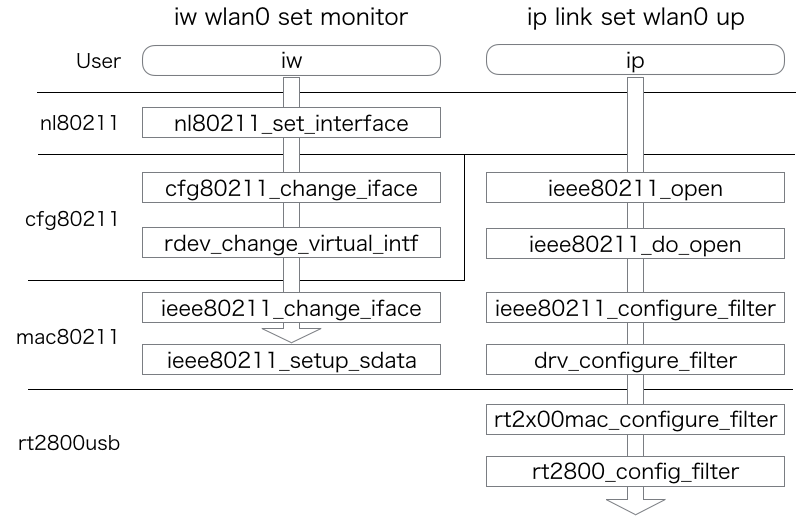 iw wlan0 set monitor
ip link set wlan0 up
User
iw
ip
nl80211
nl80211_set_interface
cfg80211
cfg80211_change_iface
ieee80211_open
rdev_change_virtual_intf
ieee80211_do_open
mac80211
ieee80211_change_iface
ieee80211_configure_filter
ieee80211_setup_sdata
drv_configure_filter
rt2800usb
rt2x00mac_configure_filter
rt2800_config_filter